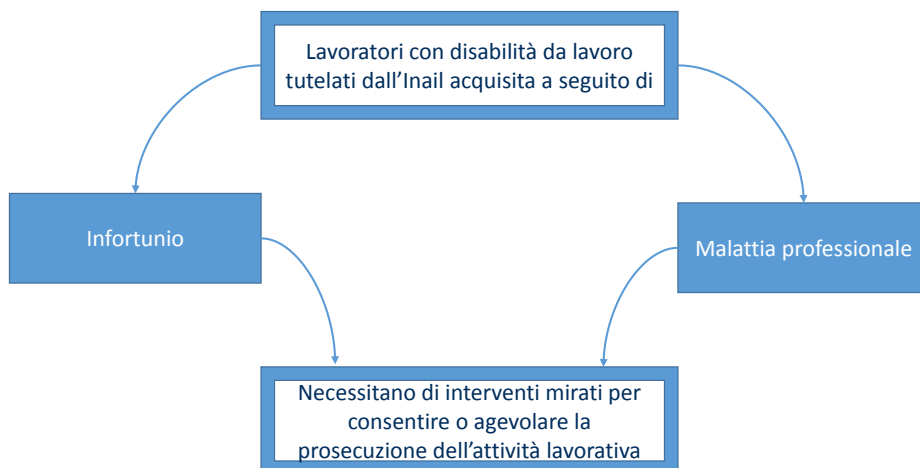 Lavoratori con disabilità da lavoro
tutelati dall'Inail acquisita a seguito di
Infortunio
Malattia professionale
Necessitano di interventi mirati per
consentire o agevolare la
prosecuzione dell'attività lavorativa